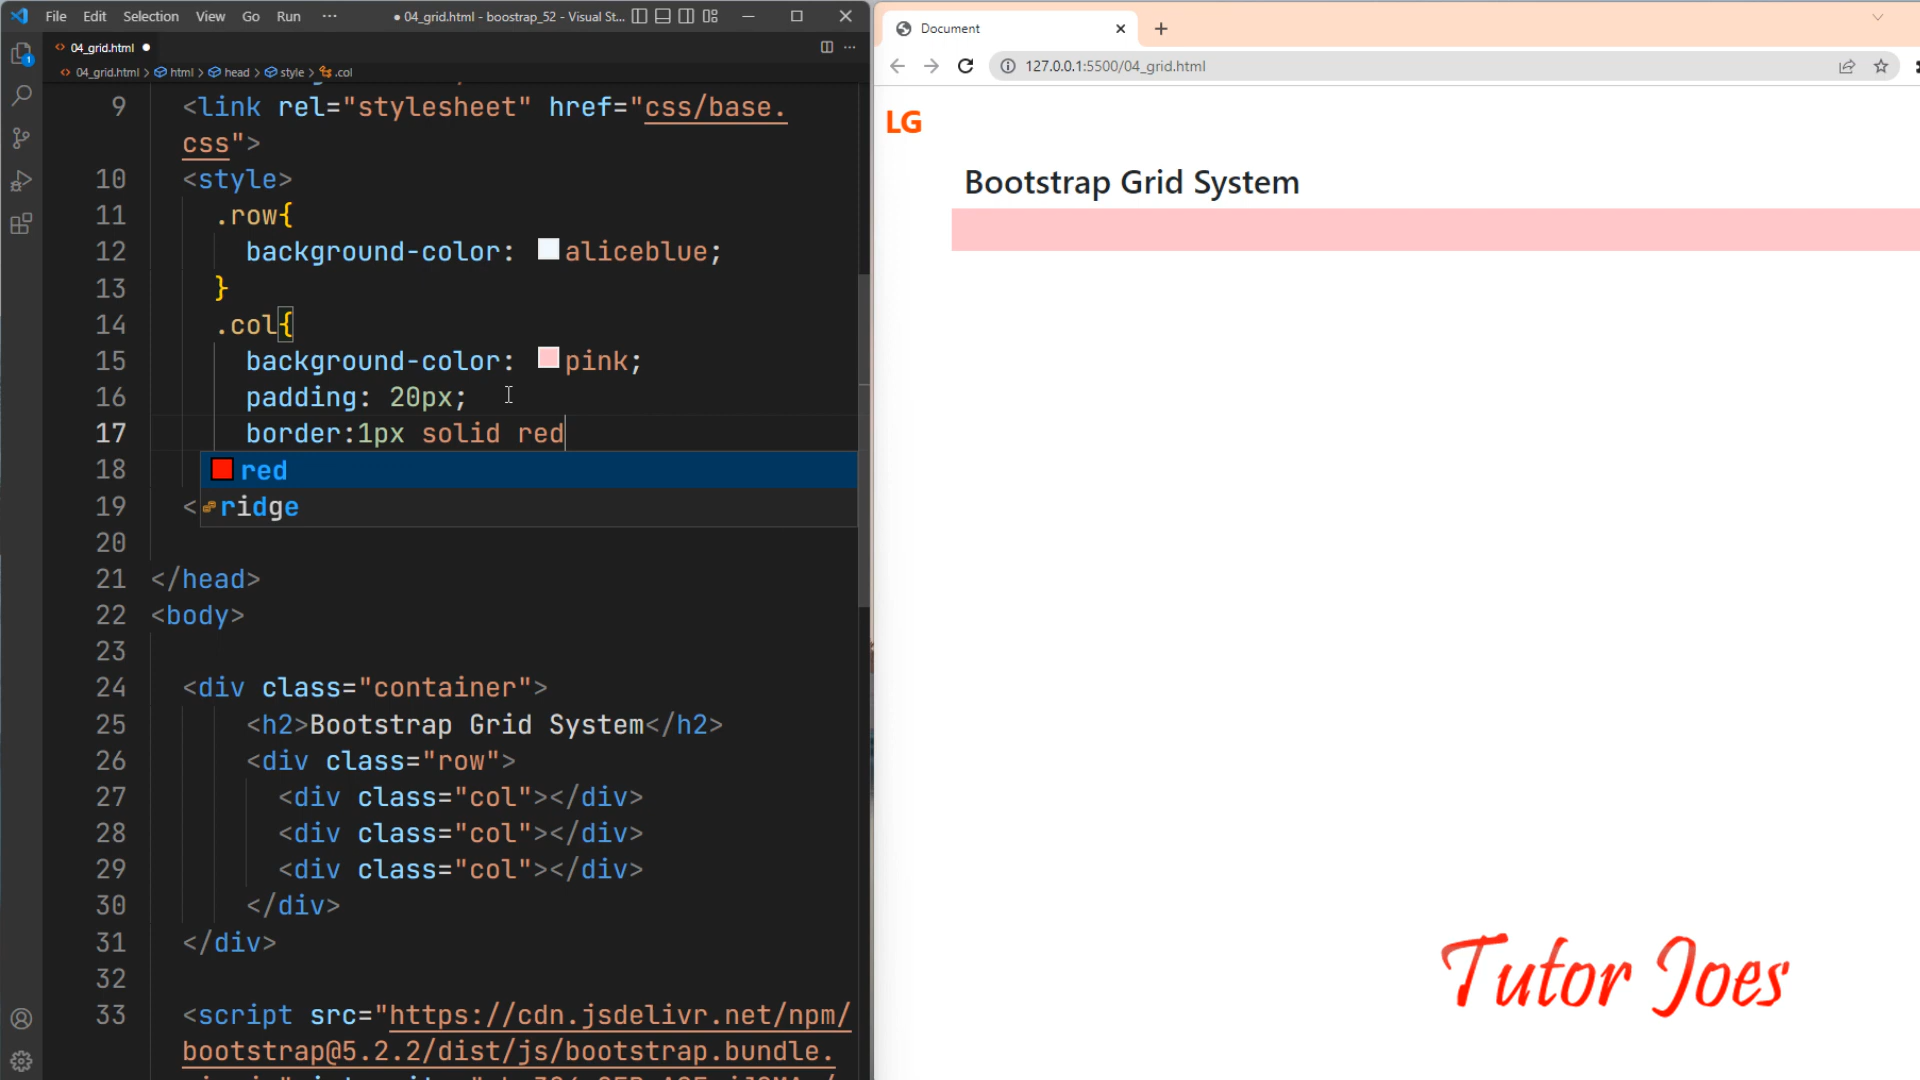 File Edit Selection View Go Run ··· ● 04_grid.html - boostrap_52 - Visual St...
04_grid.html ●
04_grid.html > html > head > style > .col
9 <link rel="stylesheet" href="css/base.
css">
10 <style>
11 .row{
12 background-color: aliceblue;
13 }
14 .col{
15 background-color: pink;
16 padding: 20px;
17 border:1px solid red
18 red
19 < ridge
20
21 </head>
22 <body>
23
24 <div class="container">
25 <h2>Bootstrap Grid System</h2>
26 <div class="row">
27 <div class="col"></div>
28 <div class="col"></div>
29 <div class="col"></div>
30 </div>
31 </div>
32
33 <script src="https://cdn.jsdelivr.net/npm/
bootstrap@5.2.2/dist/js/bootstrap.bundle.
Document
127.0.0.1:5500/04_grid.html
LG
Bootstrap Grid System
Tutor Joes
1